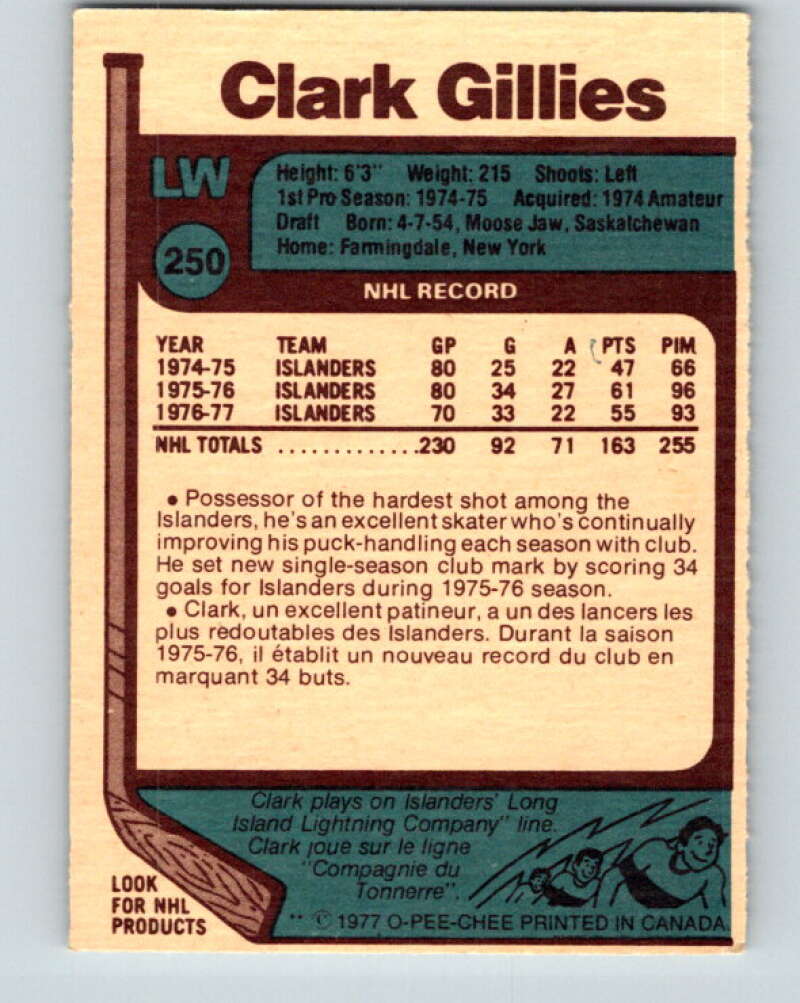 Clark Gillies
LW
250
Height: 6'3" Weight: 215 Shoots: Left
1st Pro Season: 1974-75 Acquired: 1974 Amateur
Draft Born: 4-7-54, Moose Jaw, Saskatchewan
Home: Farmingdale, New York
NHL RECORD
YEAR TEAM GP G A PTS PIM
1974-75 ISLANDERS 80 25 22 47 66
1975-76 ISLANDERS 80 34 27 61 96
1976-77 ISLANDERS 70 33 22 55 93
NHL TOTALS ..............230 92 71 163 255
• Possessor of the hardest shot among the
Islanders, he's an excellent skater who's continually
improving his puck-handling each season with club.
He set new single-season club mark by scoring 34
goals for Islanders during 1975-76 season.
• Clark, un excellent patineur, a un des lancers les
plus redoutables des Islanders. Durant la saison
1975-76, il établit un nouveau record du club en
marquant 34 buts.
Clark plays on Islanders' Long
Island Lightning Company" line.
Clark joue sur le ligne
"Compagnie du
Tonnerre".
LOOK
FOR NHL
PRODUCTS
** © 1977 O-PEE-CHEE PRINTED IN CANADA